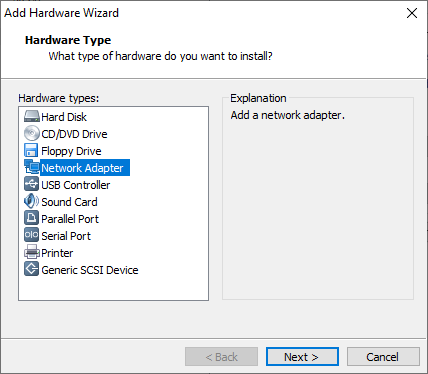 Add Hardware Wizard
Hardware Type
What type of hardware do you want to install?
Hardware types:
Hard Disk
CD/DVD Drive
Floppy Drive
Network Adapter
USB Controller
Sound Card
Parallel Port
Serial Port
Printer
Generic SCSI Device
Explanation
Add a network adapter.
< Back
Next >
Cancel